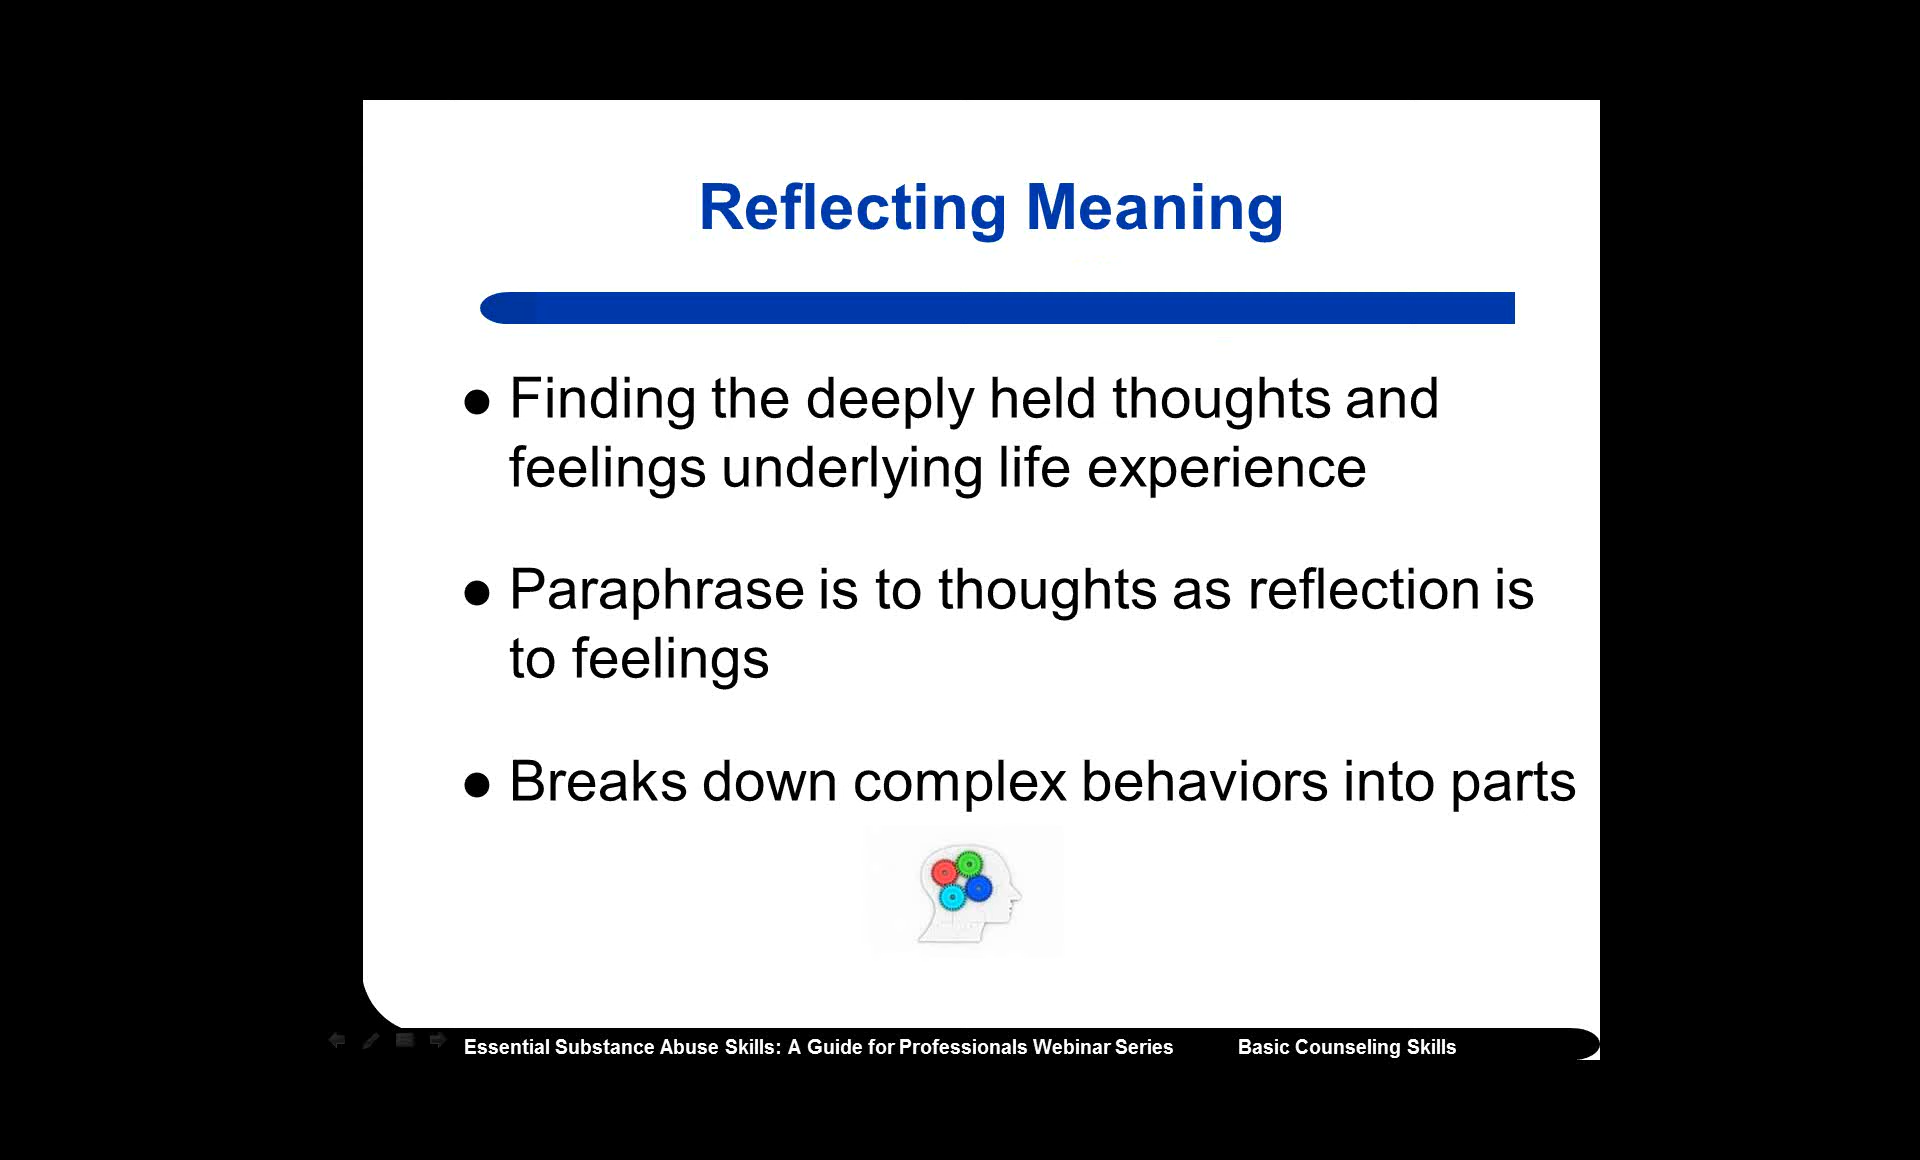 Reflecting Meaning
● Finding the deeply held thoughts and
feelings underlying life experience
● Paraphrase is to thoughts as reflection is
to feelings
● Breaks down complex behaviors into parts
Essential Substance Abuse Skills: A Guide for Professionals Webinar Series Basic Counseling Skills